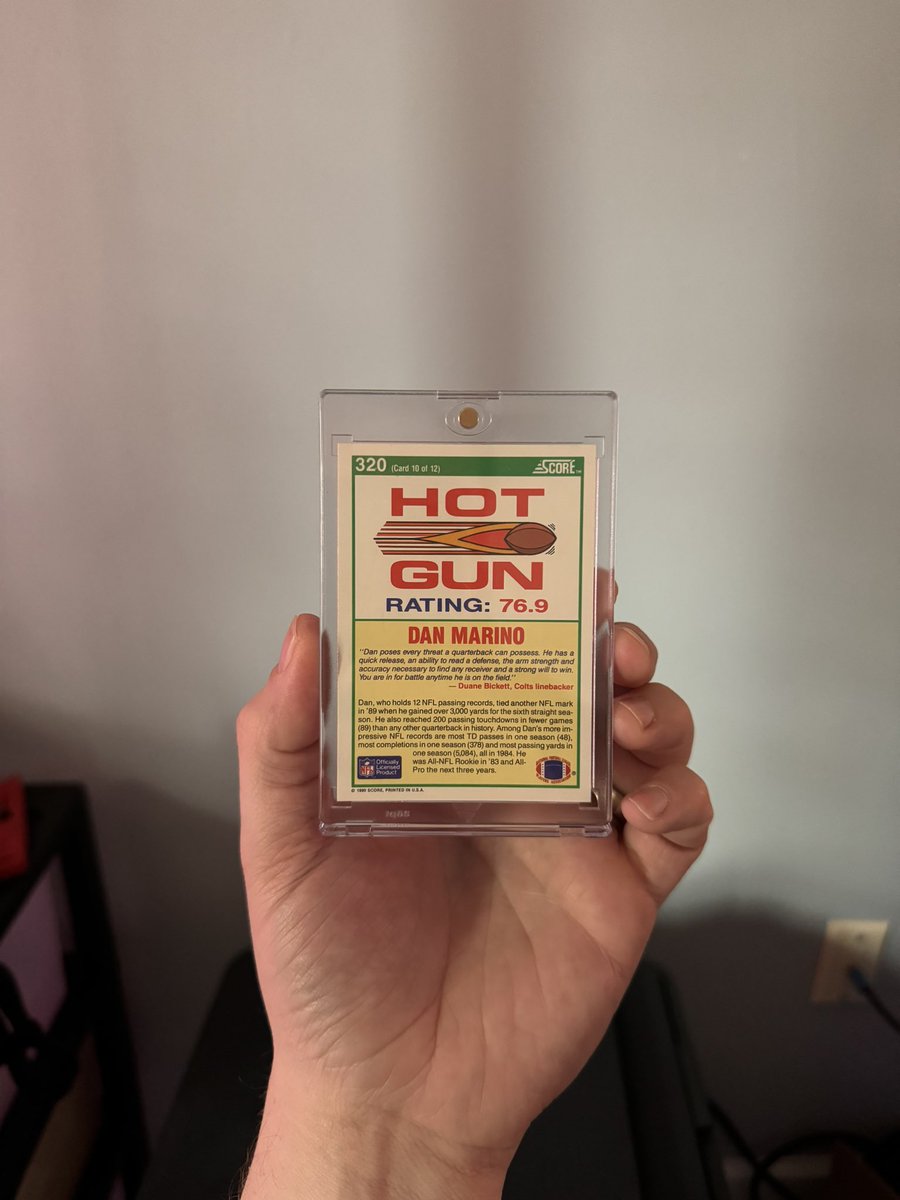 320 (Card 10 of 12) SCORE™
HOT
GUN
RATING: 76.9
DAN MARINO
"Dan poses every threat a quarterback can possess. He has a
quick release, an ability to read a defense, the arm strength and
accuracy necessary to find any receiver and a strong will to win.
You are in for battle anytime he is on the field."
— Duane Bickett, Colts linebacker
Dan, who holds 12 NFL passing records, tied another NFL mark
in '89 when he gained over 3,000 yards for the sixth straight sea-
son. He also reached 200 passing touchdowns in fewer games
(89) than any other quarterback in history. Among Dan's more im-
pressive NFL records are most TD passes in one season (48),
most completions in one season (378) and most passing yards in
one season (5,084), all in 1984. He
was All-NFL Rookie in '83 and All-
Pro the next three years.
NFL
Officially
Licensed
Product
© 1990 SCORE, PRINTED IN U.S.A.